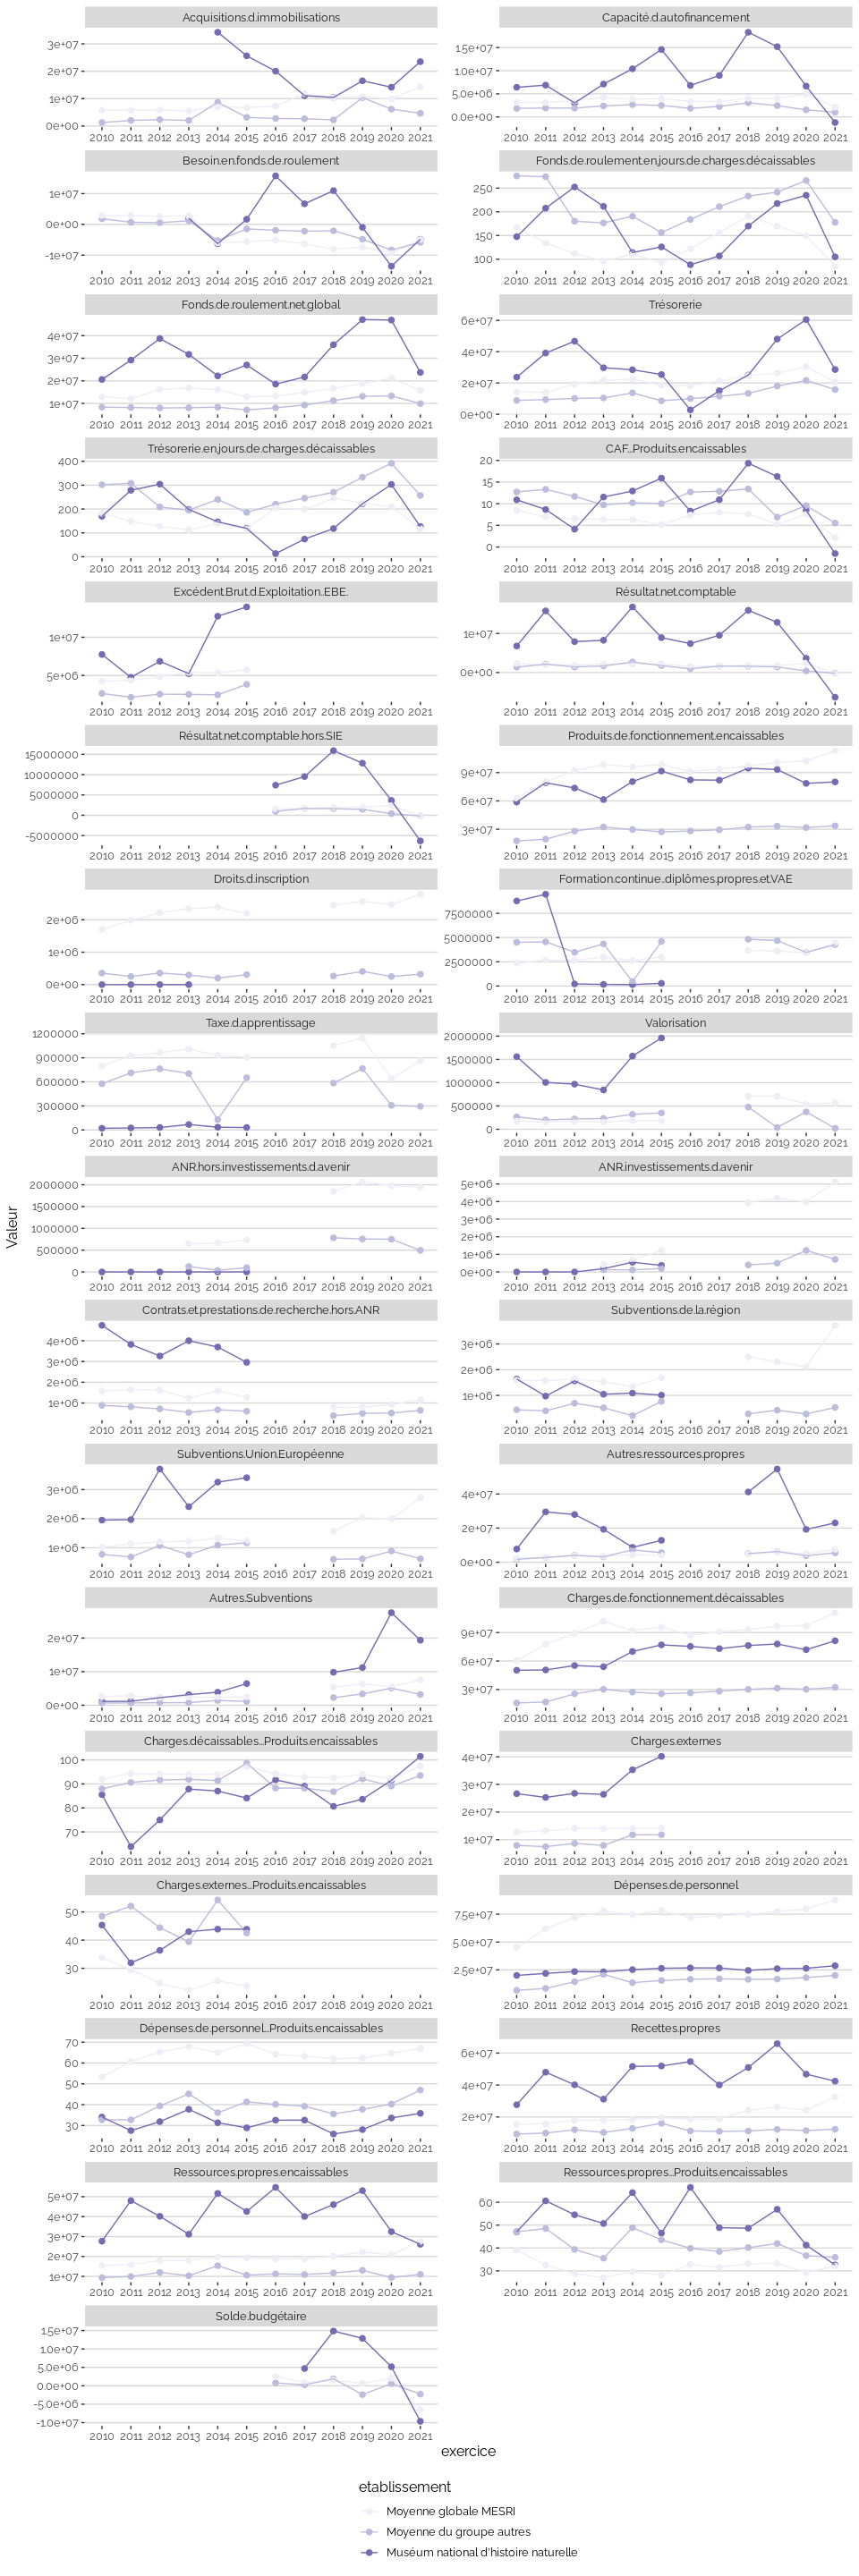 Acquisitions.d.immobilisations
Capacité.d.autofinancement
3e+07
2e+07
1e+07
0e+00
1.5e+07
1.0e+07
5.0e+06
0.0e+00
2010 2011 2012 2013 2014 2015 2016 2017 2018 2019 2020 2021
2010 2011 2012 2013 2014 2015 2016 2017 2018 2019 2020 2021
Besoin.en.fonds.de.roulement
Fonds.de.roulement.en.jours.de.charges.décaissables
1e+07
0e+00
-1e+07
250
200
150
100
2010 2011 2012 2013 2014 2015 2016 2017 2018 2019 2020 2021
2010 2011 2012 2013 2014 2015 2016 2017 2018 2019 2020 2021
Fonds.de.roulement.net.global
Trésorerie
4e+07
3e+07
2e+07
1e+07
6e+07
4e+07
2e+07
0e+00
2010 2011 2012 2013 2014 2015 2016 2017 2018 2019 2020 2021
2010 2011 2012 2013 2014 2015 2016 2017 2018 2019 2020 2021
Trésorerie.en.jours.de.charges.décaissables
CAF...Produits.encaissables
400
300
200
100
0
20
15
10
5
0
2010 2011 2012 2013 2014 2015 2016 2017 2018 2019 2020 2021
2010 2011 2012 2013 2014 2015 2016 2017 2018 2019 2020 2021
Excédent.Brut.d.Exploitation..EBE.
Résultat.net.comptable
1e+07
5e+06
1e+07
0e+00
2010 2011 2012 2013 2014 2015 2016 2017 2018 2019 2020 2021
2010 2011 2012 2013 2014 2015 2016 2017 2018 2019 2020 2021
Résultat.net.comptable.hors.SIE
Produits.de.fonctionnement.encaissables
15000000
10000000
5000000
0
-5000000
9e+07
6e+07
3e+07
2010 2011 2012 2013 2014 2015 2016 2017 2018 2019 2020 2021
2010 2011 2012 2013 2014 2015 2016 2017 2018 2019 2020 2021
Droits.d.inscription
Formation.continue..diplômes.propres.et.VAE
2e+06
1e+06
0e+00
7500000
5000000
2500000
0
2010 2011 2012 2013 2014 2015 2016 2017 2018 2019 2020 2021
2010 2011 2012 2013 2014 2015 2016 2017 2018 2019 2020 2021
Taxe.d.apprentissage
Valorisation
1200000
900000
600000
300000
0
2000000
1500000
1000000
500000
0
2010 2011 2012 2013 2014 2015 2016 2017 2018 2019 2020 2021
2010 2011 2012 2013 2014 2015 2016 2017 2018 2019 2020 2021
ANR.hors.investissements.d.avenir
ANR.investissements.d.avenir
2000000
1500000
1000000
500000
0
5e+06
4e+06
3e+06
2e+06
1e+06
0e+00
2010 2011 2012 2013 2014 2015 2016 2017 2018 2019 2020 2021
2010 2011 2012 2013 2014 2015 2016 2017 2018 2019 2020 2021
Contrats.et.prestations.de.recherche.hors.ANR
Subventions.de.la.région
4e+06
3e+06
2e+06
1e+06
3e+06
2e+06
1e+06
2010 2011 2012 2013 2014 2015 2016 2017 2018 2019 2020 2021
2010 2011 2012 2013 2014 2015 2016 2017 2018 2019 2020 2021
Subventions.Union.Européenne
Autres.ressources.propres
3e+06
2e+06
1e+06
4e+07
2e+07
0e+00
2010 2011 2012 2013 2014 2015 2016 2017 2018 2019 2020 2021
2010 2011 2012 2013 2014 2015 2016 2017 2018 2019 2020 2021
Autres.Subventions
Charges.de.fonctionnement.décaissables
2e+07
1e+07
0e+00
9e+07
6e+07
3e+07
2010 2011 2012 2013 2014 2015 2016 2017 2018 2019 2020 2021
2010 2011 2012 2013 2014 2015 2016 2017 2018 2019 2020 2021
Charges.décaissables...Produits.encaissables
Charges.externes
100
90
80
70
4e+07
3e+07
2e+07
1e+07
2010 2011 2012 2013 2014 2015 2016 2017 2018 2019 2020 2021
2010 2011 2012 2013 2014 2015 2016 2017 2018 2019 2020 2021
Charges.externes...Produits.encaissables
Dépenses.de.personnel
50
40
30
7.5e+07
5.0e+07
2.5e+07
2010 2011 2012 2013 2014 2015 2016 2017 2018 2019 2020 2021
2010 2011 2012 2013 2014 2015 2016 2017 2018 2019 2020 2021
Dépenses.de.personnel...Produits.encaissables
Recettes.propres
70
60
50
40
30
6e+07
4e+07
2e+07
2010 2011 2012 2013 2014 2015 2016 2017 2018 2019 2020 2021
2010 2011 2012 2013 2014 2015 2016 2017 2018 2019 2020 2021
Ressources.propres.encaissables
Ressources.propres...Produits.encaissables
5e+07
4e+07
3e+07
2e+07
1e+07
60
50
40
30
2010 2011 2012 2013 2014 2015 2016 2017 2018 2019 2020 2021
2010 2011 2012 2013 2014 2015 2016 2017 2018 2019 2020 2021
Solde.budgétaire
1.5e+07
1.0e+07
5.0e+06
0.0e+00
-5.0e+06
-1.0e+07
2010 2011 2012 2013 2014 2015 2016 2017 2018 2019 2020 2021
Valeur
exercice
etablissement
Moyenne globale MESRI
Moyenne du groupe autres
Muséum national d'histoire naturelle